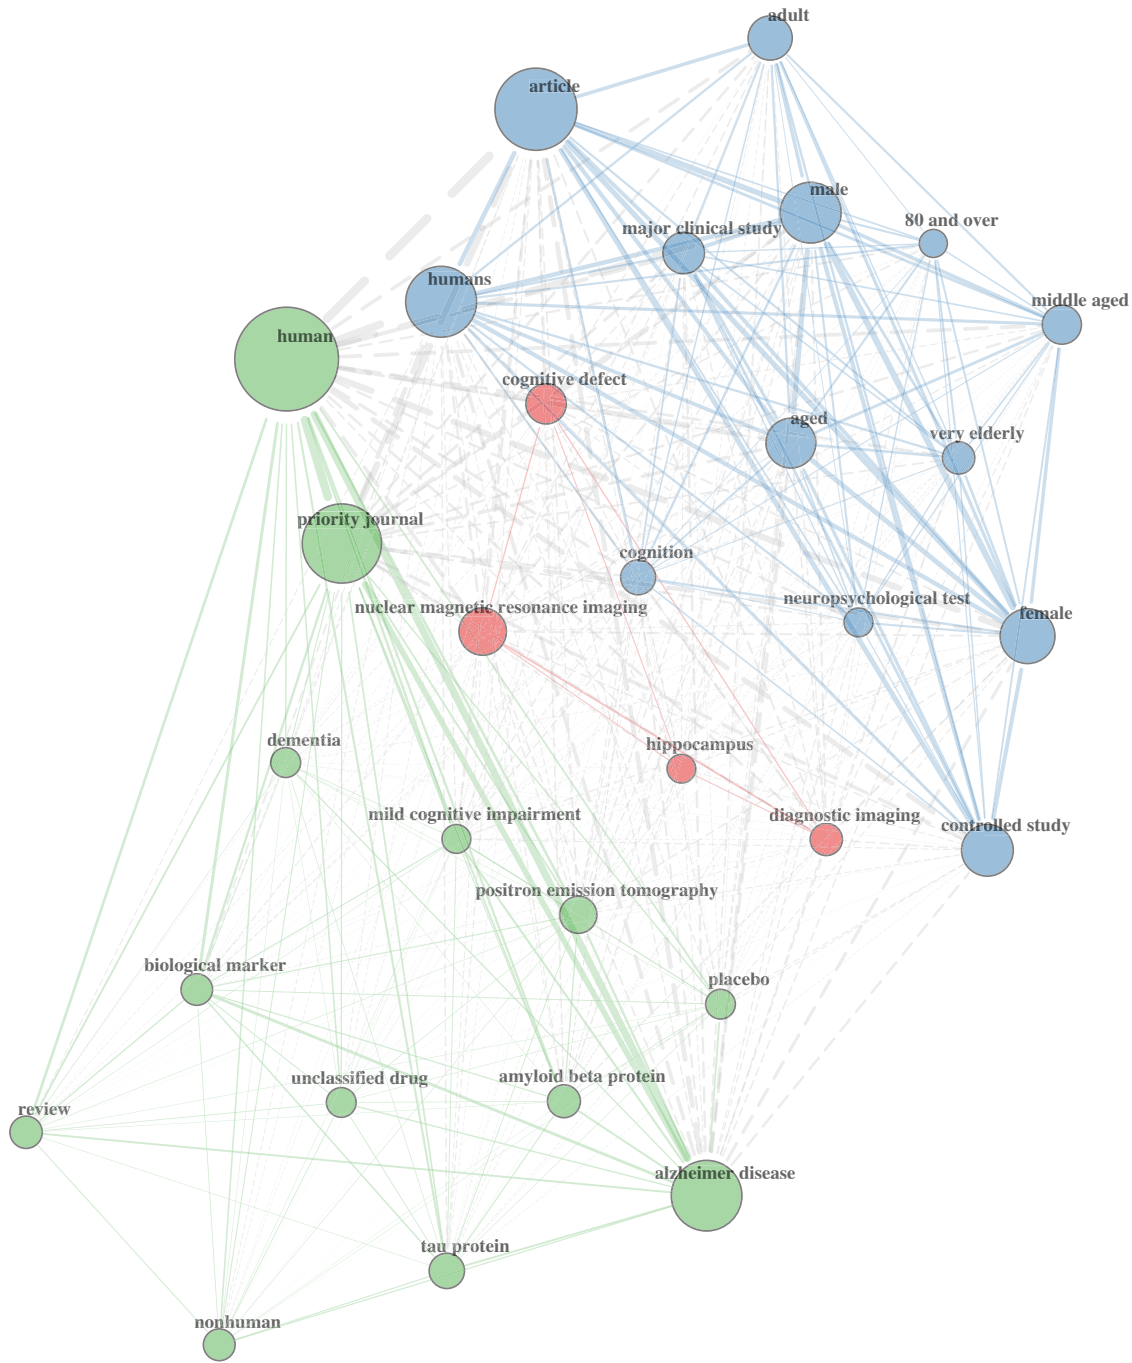 adult
article
male
80 and over
major clinical study
humans
middle aged
human
cognitive defect
aged
very elderly
priority journal
cognition
neuropsychological test
nuclear magnetic resonance imaging
female
dementia
hippocampus
mild cognitive impairment
diagnostic imaging
controlled study
positron emission tomography
biological marker
placebo
unclassified drug
amyloid beta protein
review
alzheimer disease
tau protein
nonhuman